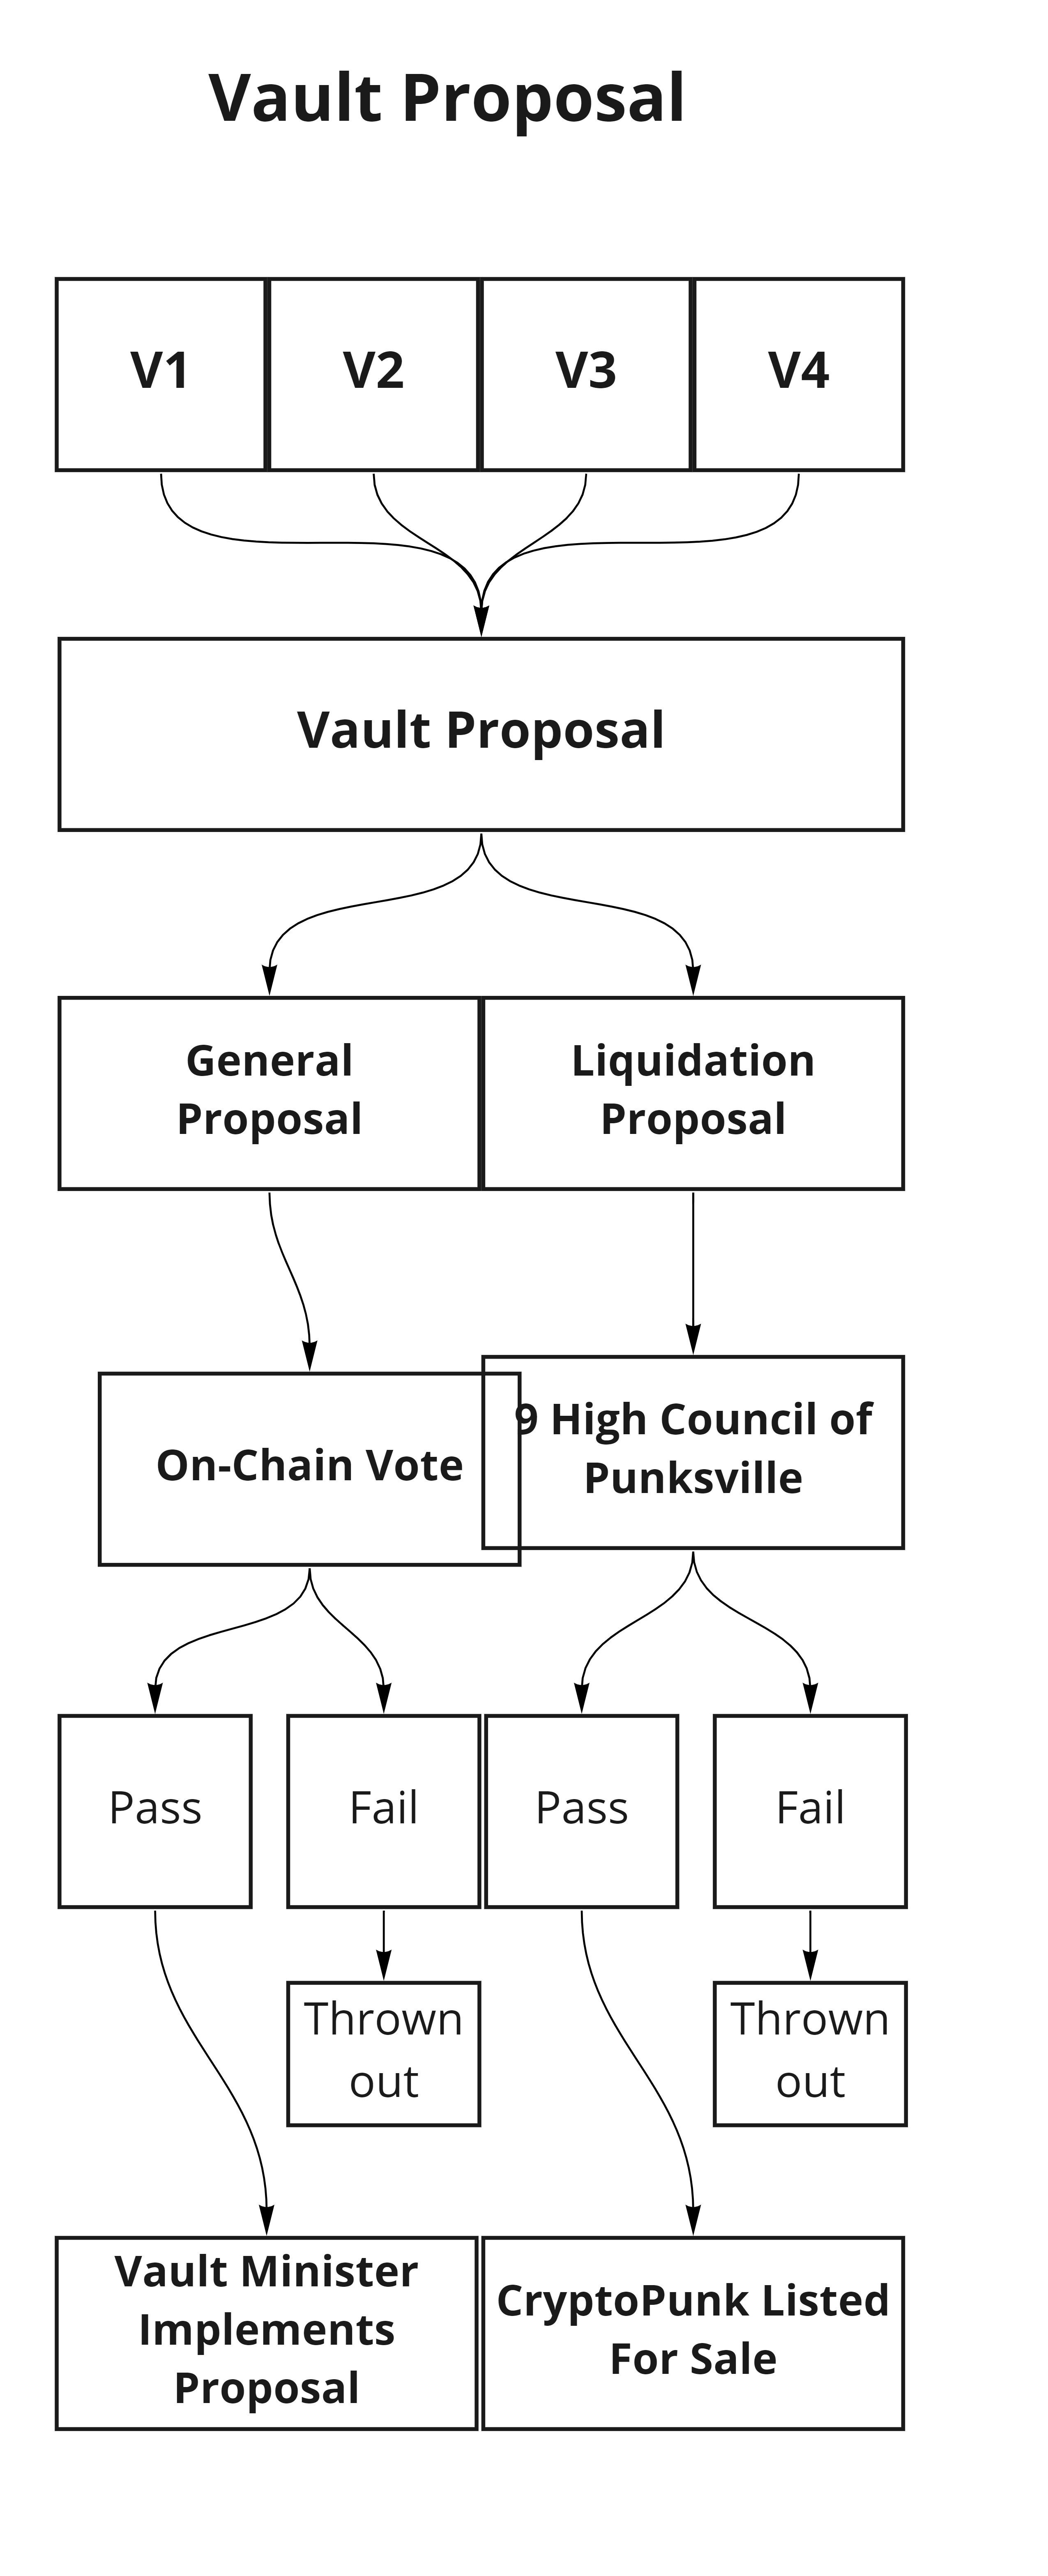 Vault Proposal
V1 V2 V3 V4
Vault Proposal
General
Proposal
Liquidation
Proposal
On-Chain Vote
9 High Council of
Punksville
Pass
Fail
Pass
Fail
Thrown
out
Thrown
out
Vault Minister
Implements
Proposal
CryptoPunk Listed
For Sale